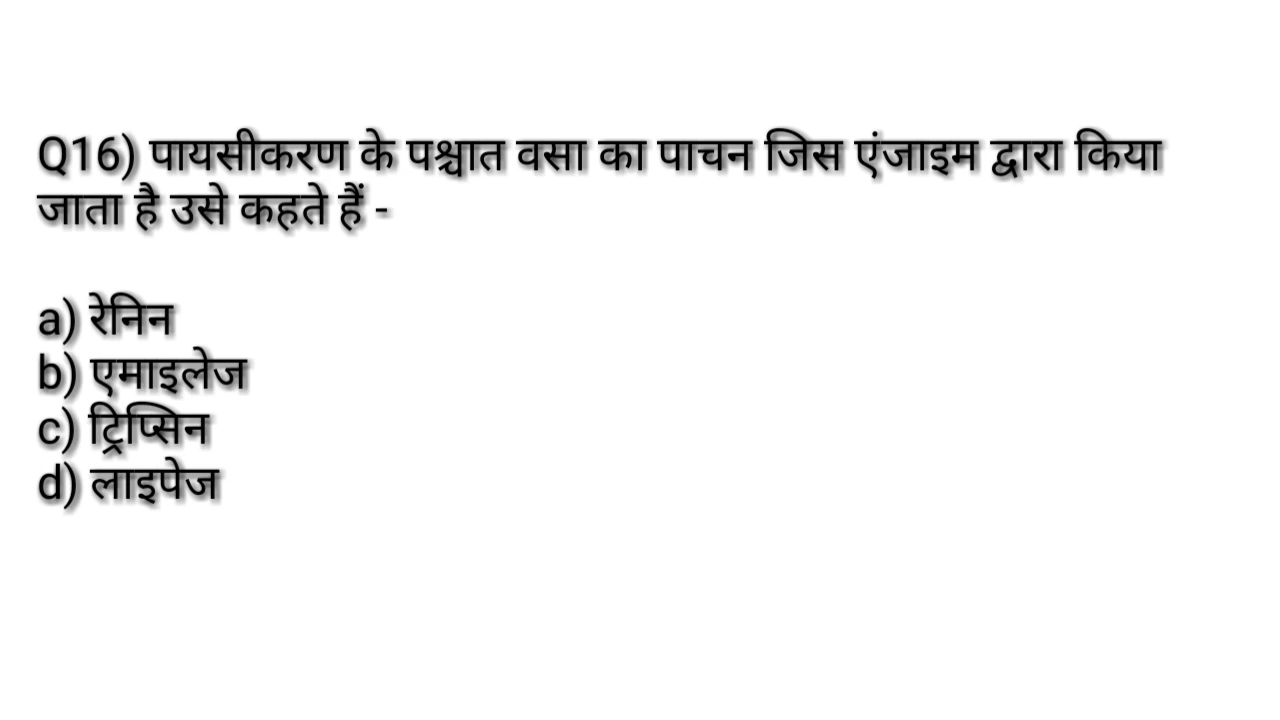 Q16) पायसीकरण के पश्चात वसा का पाचन जिस एंजाइम द्वारा किया
जाता है उसे कहते हैं -
a) रेनिन
b) एमाइलेज
c) ट्रिप्सिन
d) लाइपेज